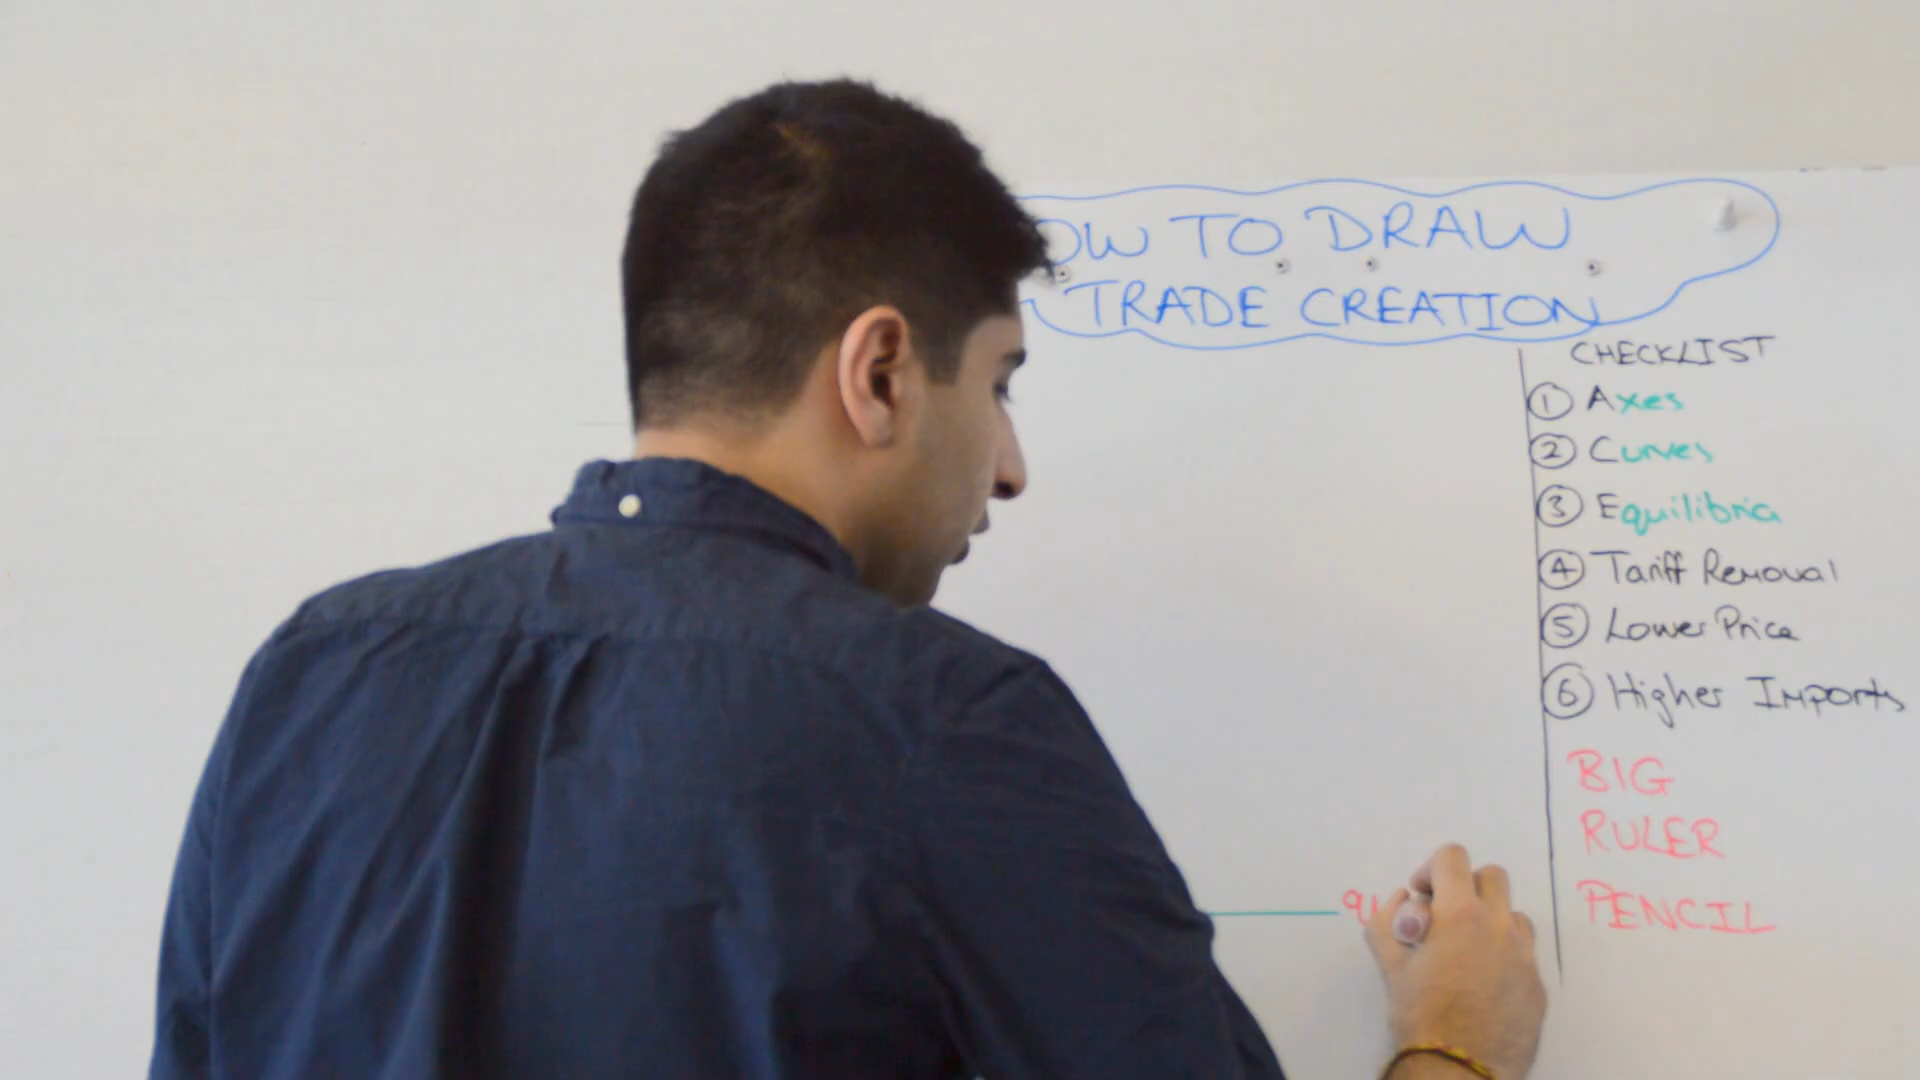 OW TO DRAW
TRADE CREATION
CHECKLIST
1 Axes
2 Curves
3 Equilibria
4 Tariff Removal
5 Lower Price
6 Higher Imports
BIG
RULER
PENCIL
qu